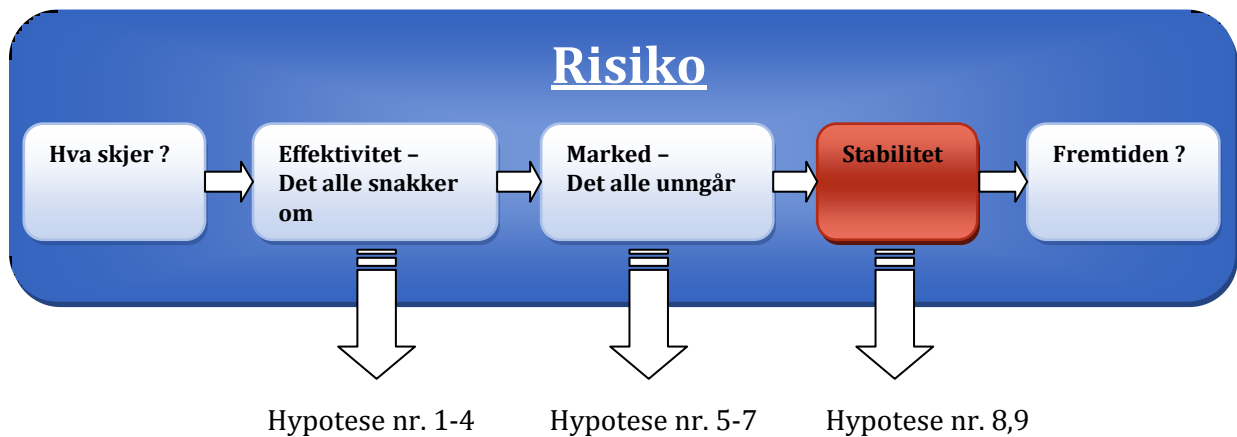 Risiko
Hva skjer ?
Effektivitet –
Det alle snakker
om
Marked –
Det alle unngår
Stabilitet
Fremtiden ?
Hypotese nr. 1-4
Hypotese nr. 5-7
Hypotese nr. 8,9